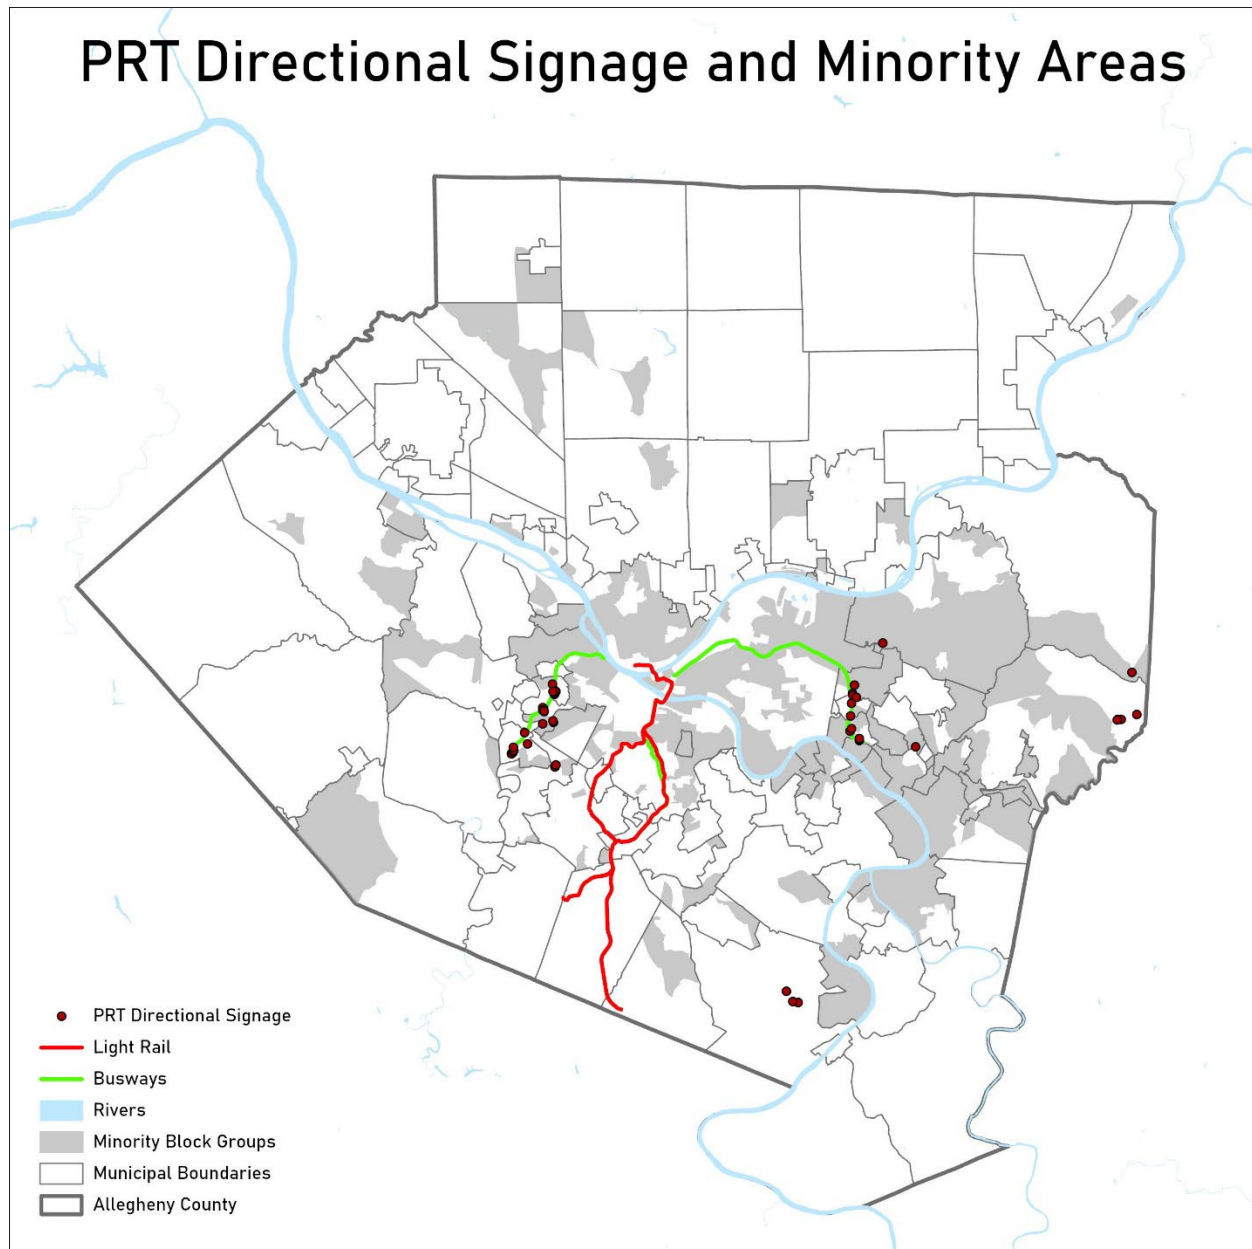 PRT Directional Signage and Minority Areas
PRT Directional Signage
Light Rail
Busways
Rivers
Minority Block Groups
Municipal Boundaries
Allegheny County